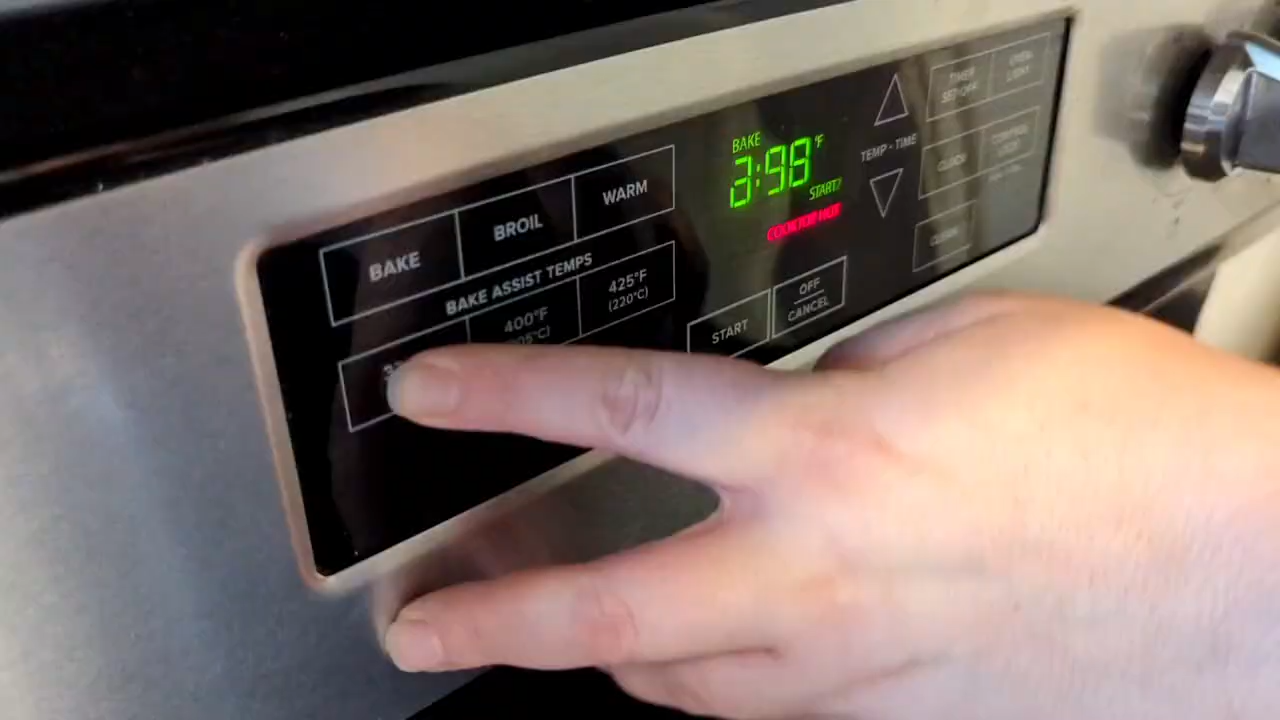 BAKE
BROIL
WARM
BAKE ASSIST TEMPS
400°F
425°F
(220°C)
BAKE
°F
START?
COOKTOP HOT
START
OFF
CANCEL
TEMP • TIME
TIMER
SET/OFF
OVEN
LIGHT
CLOCK
CONTROL
LOCK
CLEAN